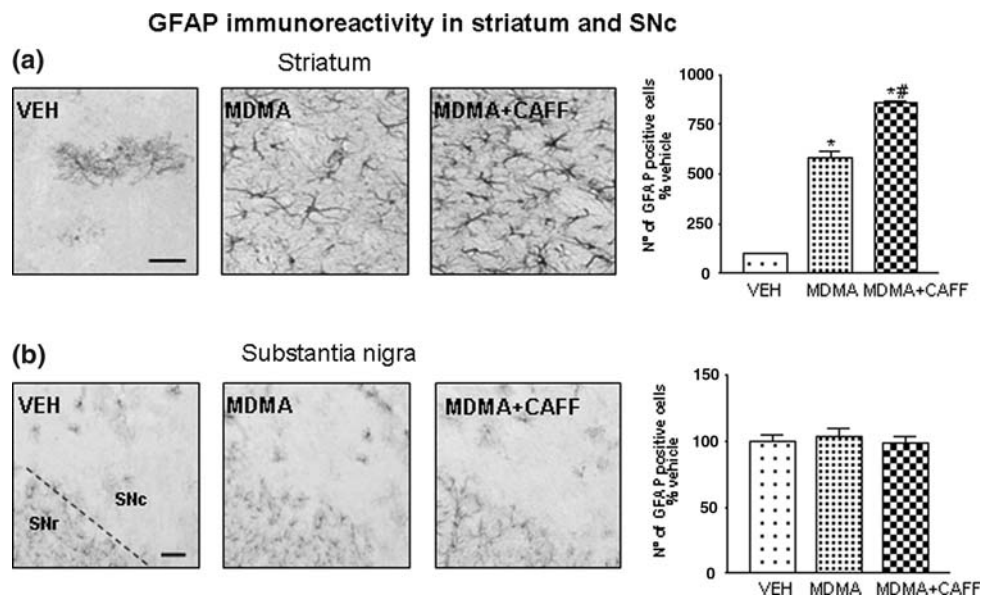 GFAP immunoreactivity in striatum and SNc
(a)
Striatum
VEH
MDMA
MDMA+CAFF
Nº of GFAP positive cells
% vehicle
1000
750
500
250
0
*
*#
VEH MDMA MDMA+CAFF
(b)
Substantia nigra
VEH
MDMA
MDMA+CAFF
SNc
SNr
Nº of GFAP positive cells
% vehicle
150
100
50
0
VEH MDMA MDMA+CAFF